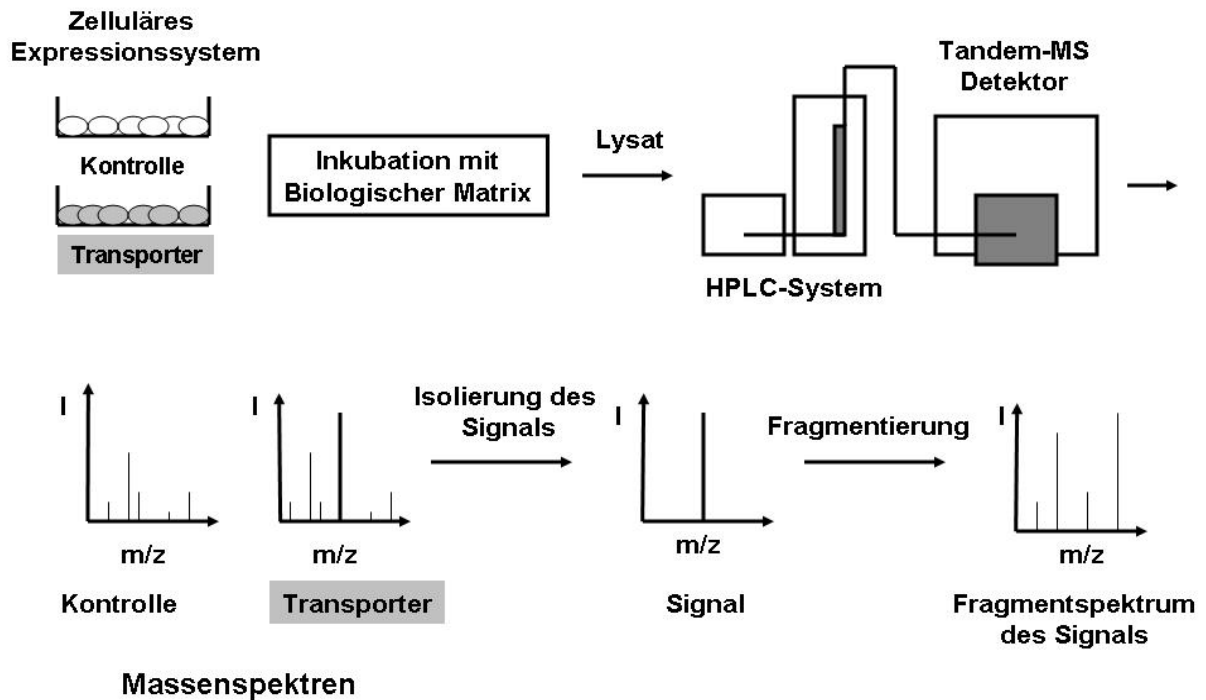 Zelluläres
Expressionssystem
Kontrolle
Transporter
Inkubation mit
Biologischer Matrix
Lysat
HPLC-System
Tandem-MS
Detektor
I
m/z
Kontrolle
I
m/z
Transporter
Massenspektren
Isolierung des
Signals
I
m/z
Signal
Fragmentierung
I
m/z
Fragmentspektrum
des Signals